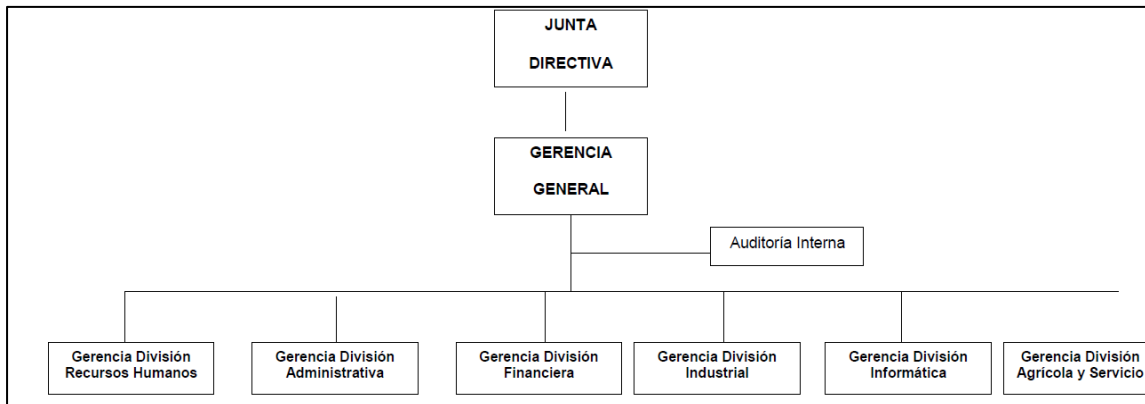 JUNTA
DIRECTIVA
GERENCIA
GENERAL
Auditoría Interna
Gerencia División
Recursos Humanos
Gerencia División
Administrativa
Gerencia División
Financiera
Gerencia División
Industrial
Gerencia División
Informática
Gerencia División
Agrícola y Servicio